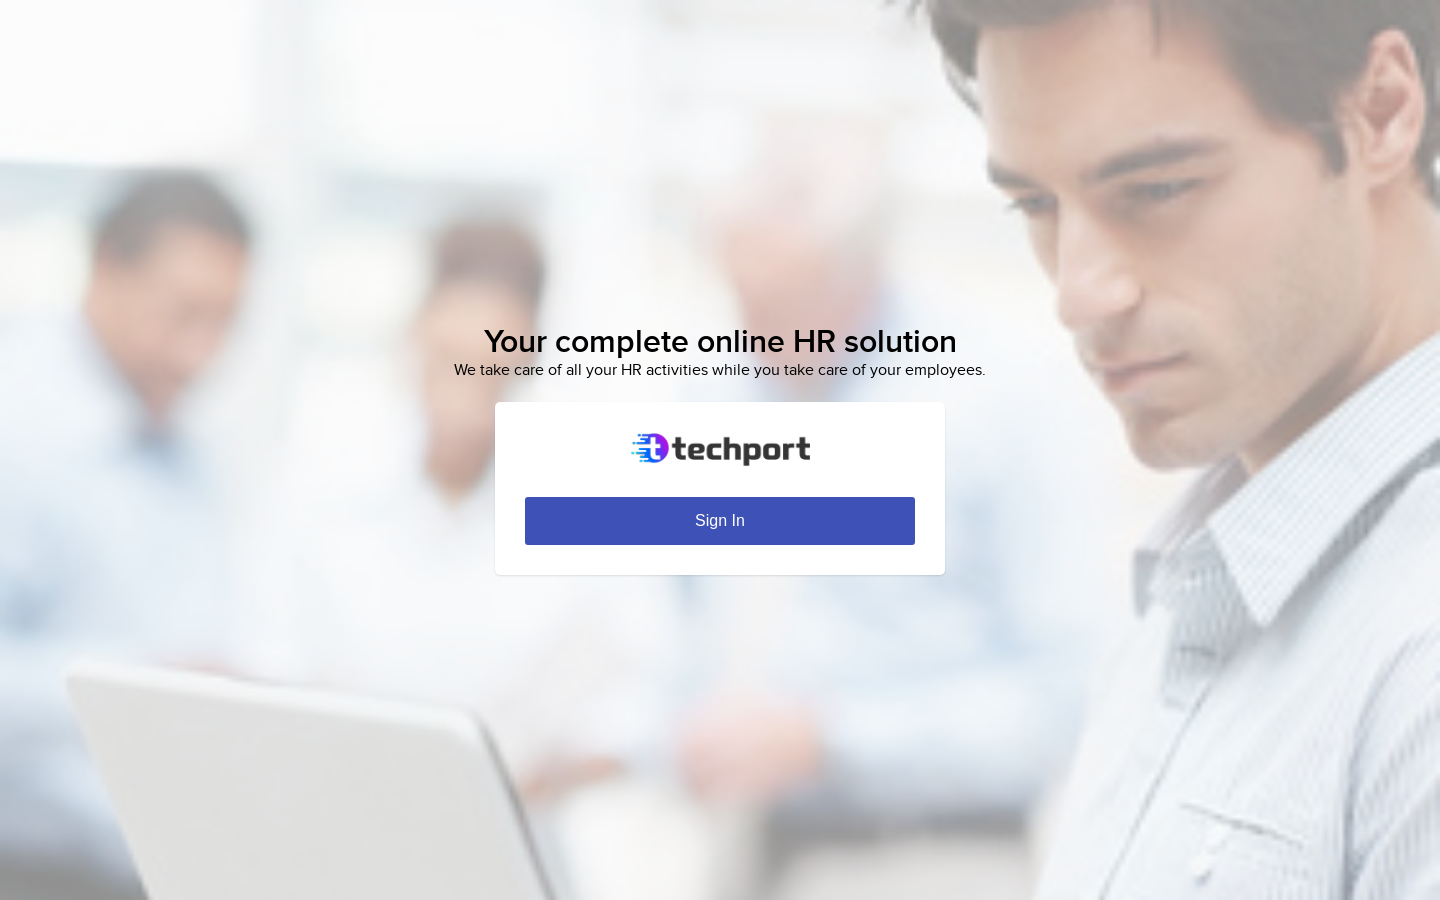 Your complete online HR solution
We take care of all your HR activities while you take care of your employees.
techport
Sign In